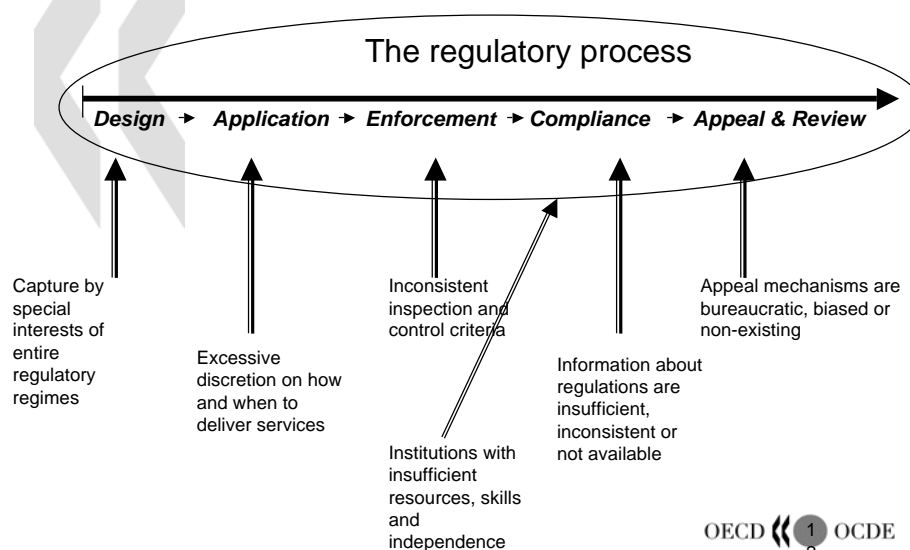 The regulatory process
Design Application Enforcement Compliance Appeal & Review
Capture by
special
interests of
entire
regulatory
regimes
Excessive
discretion on how
and when to
deliver services
Inconsistent
inspection and
control criteria
Institutions with
insufficient
resources, skills
and
independence
Information about
regulations are
insufficient,
inconsistent or
not available
Appeal mechanisms are
bureaucratic, biased or
non-existing
OECD 1 OCDE